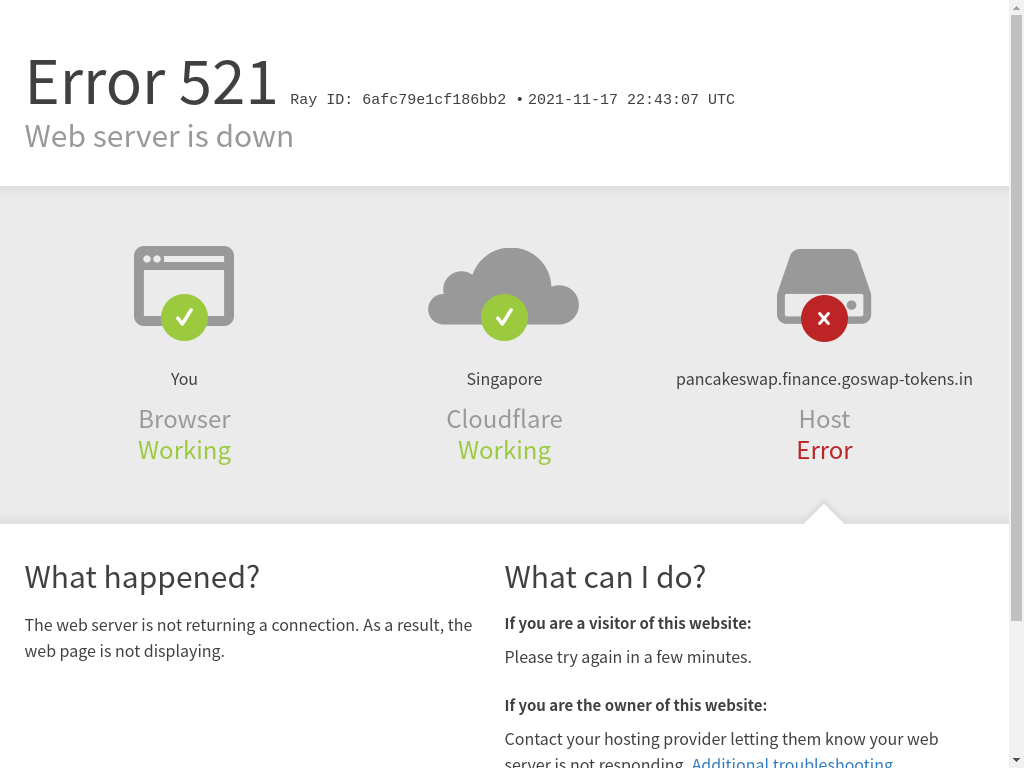 Error 521 Ray ID: 6afc79e1cf186bb2 • 2021-11-17 22:43:07 UTC
Web server is down
You
Browser
Working
Singapore
Cloudflare
Working
pancakeswap.finance.goswap-tokens.in
Host
Error
What happened?
The web server is not returning a connection. As a result, the
web page is not displaying.
What can I do?
If you are a visitor of this website:
Please try again in a few minutes.
If you are the owner of this website:
Contact your hosting provider letting them know your web
server is not responding. Additional troubleshooting